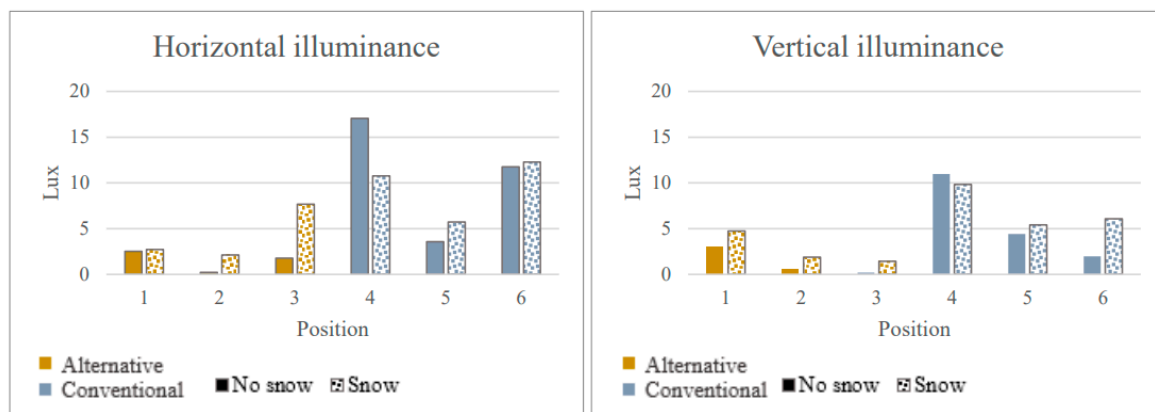 Horizontal illuminance
20
15
10
5
0
Lux
1 2 3 4 5 6
Position
Alternative
Conventional No snow Snow
Vertical illuminance
20
15
10
5
0
Lux
1 2 3 4 5 6
Position
Alternative
Conventional No snow Snow